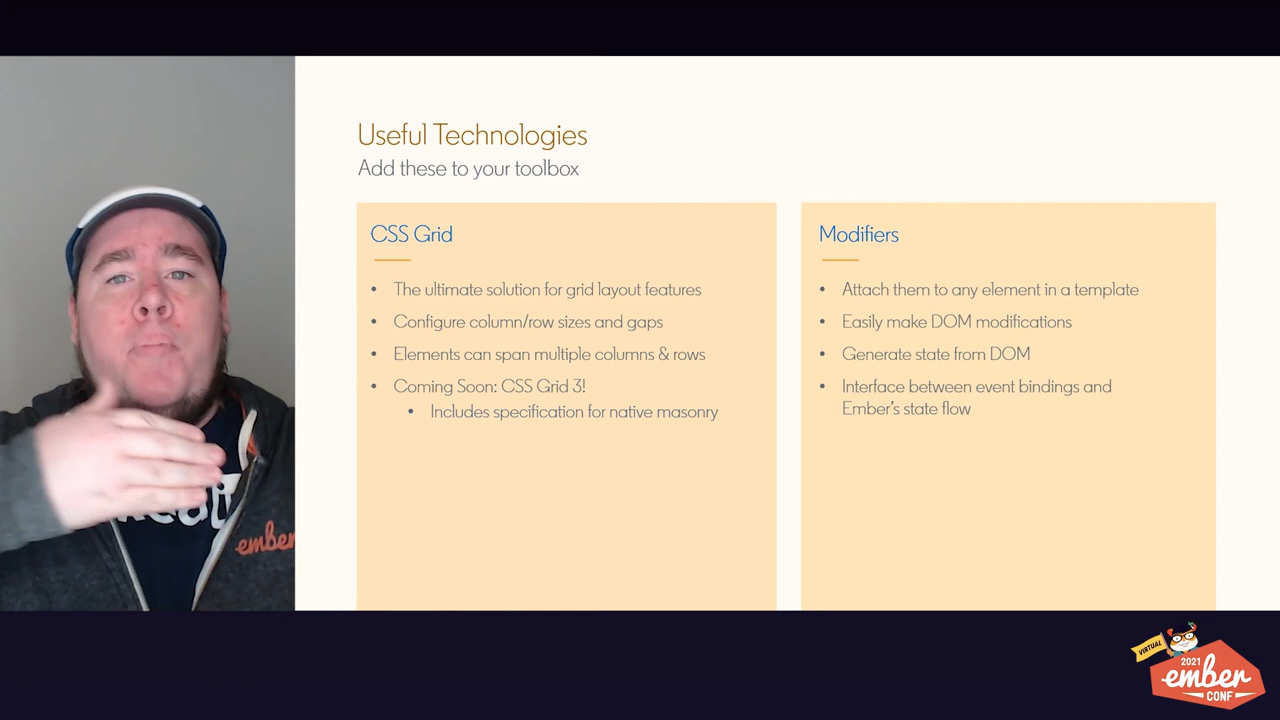 Useful Technologies
Add these to your toolbox
CSS Grid
• The ultimate solution for grid layout features
• Configure column/row sizes and gaps
• Elements can span multiple columns & rows
• Coming Soon: CSS Grid 3!
• Includes specification for native masonry
Modifiers
• Attach them to any element in a template
• Easily make DOM modifications
• Generate state from DOM
• Interface between event bindings and
Ember's state flow
ember
VIRTUAL
2021
ember
CONF